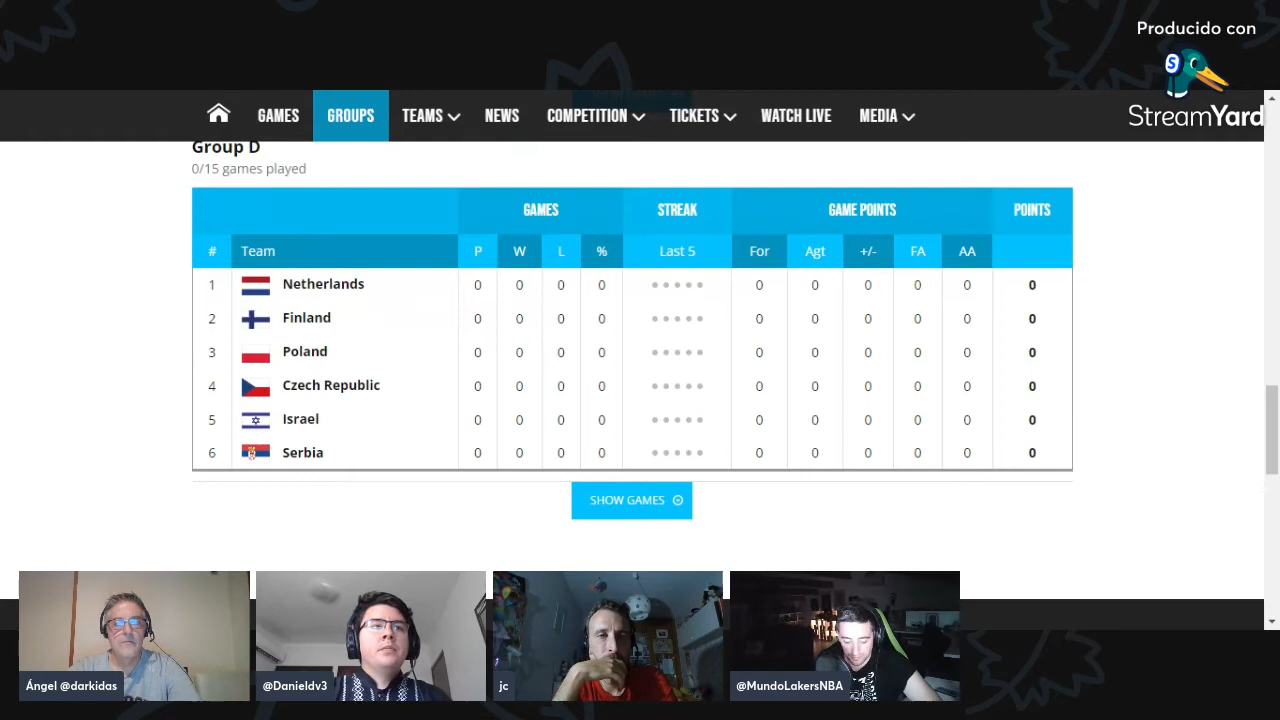 Producido con
S
StreamYard
GAMES GROUPS TEAMS NEWS COMPETITION TICKETS WATCH LIVE MEDIA
Group D
0/15 games played
GAMES STREAK GAME POINTS POINTS
# Team P W L % Last 5 For Agt +/- FA AA
1 Netherlands 0 0 0 0 0 0 0 0 0 0
2 Finland 0 0 0 0 0 0 0 0 0 0
3 Poland 0 0 0 0 0 0 0 0 0 0
4 Czech Republic 0 0 0 0 0 0 0 0 0 0
5 Israel 0 0 0 0 0 0 0 0 0 0
6 Serbia 0 0 0 0 0 0 0 0 0 0
SHOW GAMES
Ángel @darkidas
@Danieldv3
jc
@MundoLakersNBA